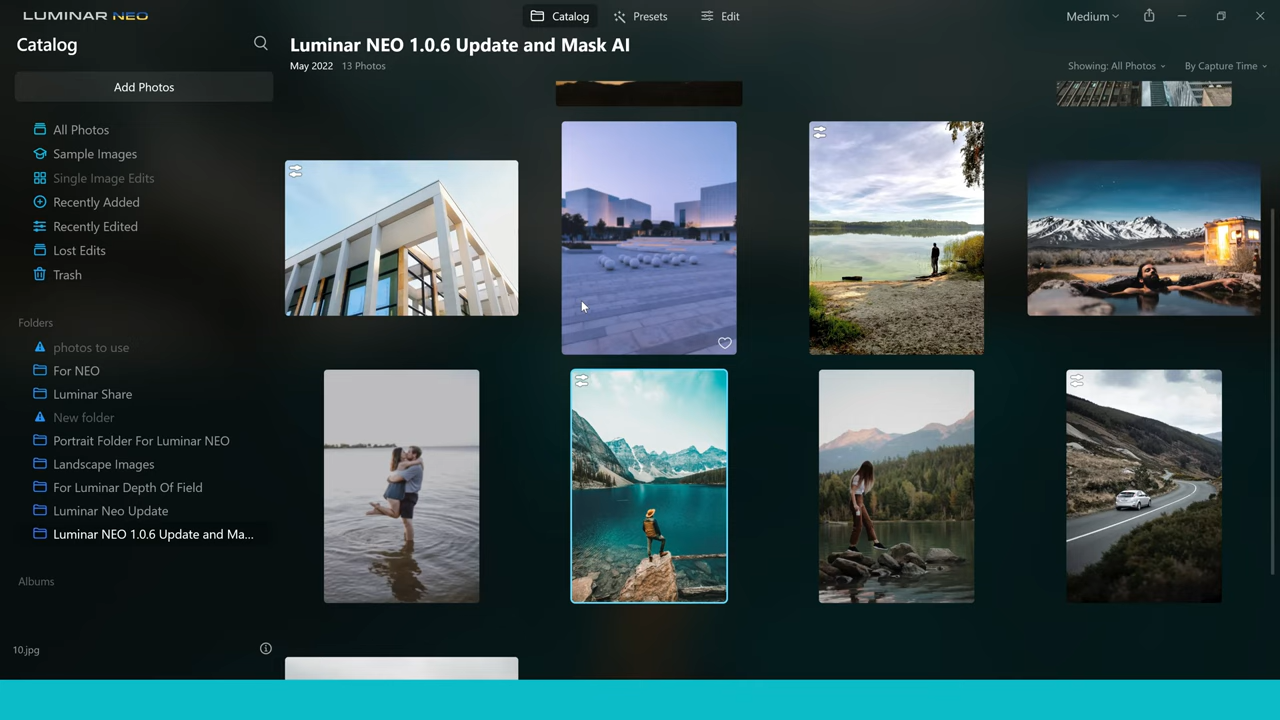 LUMINAR NEO
Catalog
Presets
Edit
Medium
Catalog
Luminar NEO 1.0.6 Update and Mask AI
May 2022 13 Photos
Showing: All Photos
By Capture Time
Add Photos
All Photos
Sample Images
Single Image Edits
Recently Added
Recently Edited
Lost Edits
Trash
Folders
photos to use
For NEO
Luminar Share
New folder
Portrait Folder For Luminar NEO
Landscape Images
For Luminar Depth Of Field
Luminar Neo Update
Luminar NEO 1.0.6 Update and Ma...
Albums
10.jpg